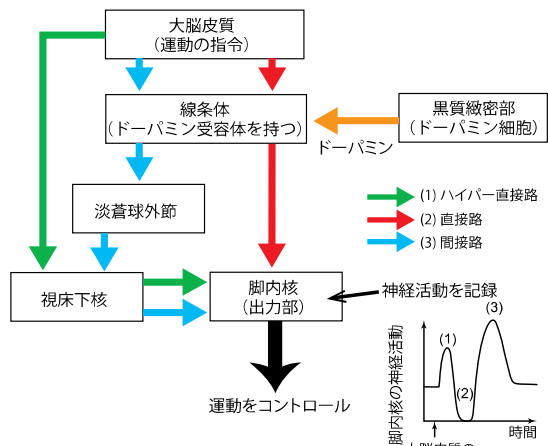 大脳皮質
(運動の指令)
線条体
(ドーパミン受容体を持つ)
黒質緻密部
(ドーパミン細胞)
ドーパミン
淡蒼球外節
(1) ハイパー直接路
(2) 直接路
(3) 間接路
視床下核
脚内核
(出力部)
神経活動を記録
運動をコントロール
脚内核の神経活動
(1)
(2)
(3)
時間